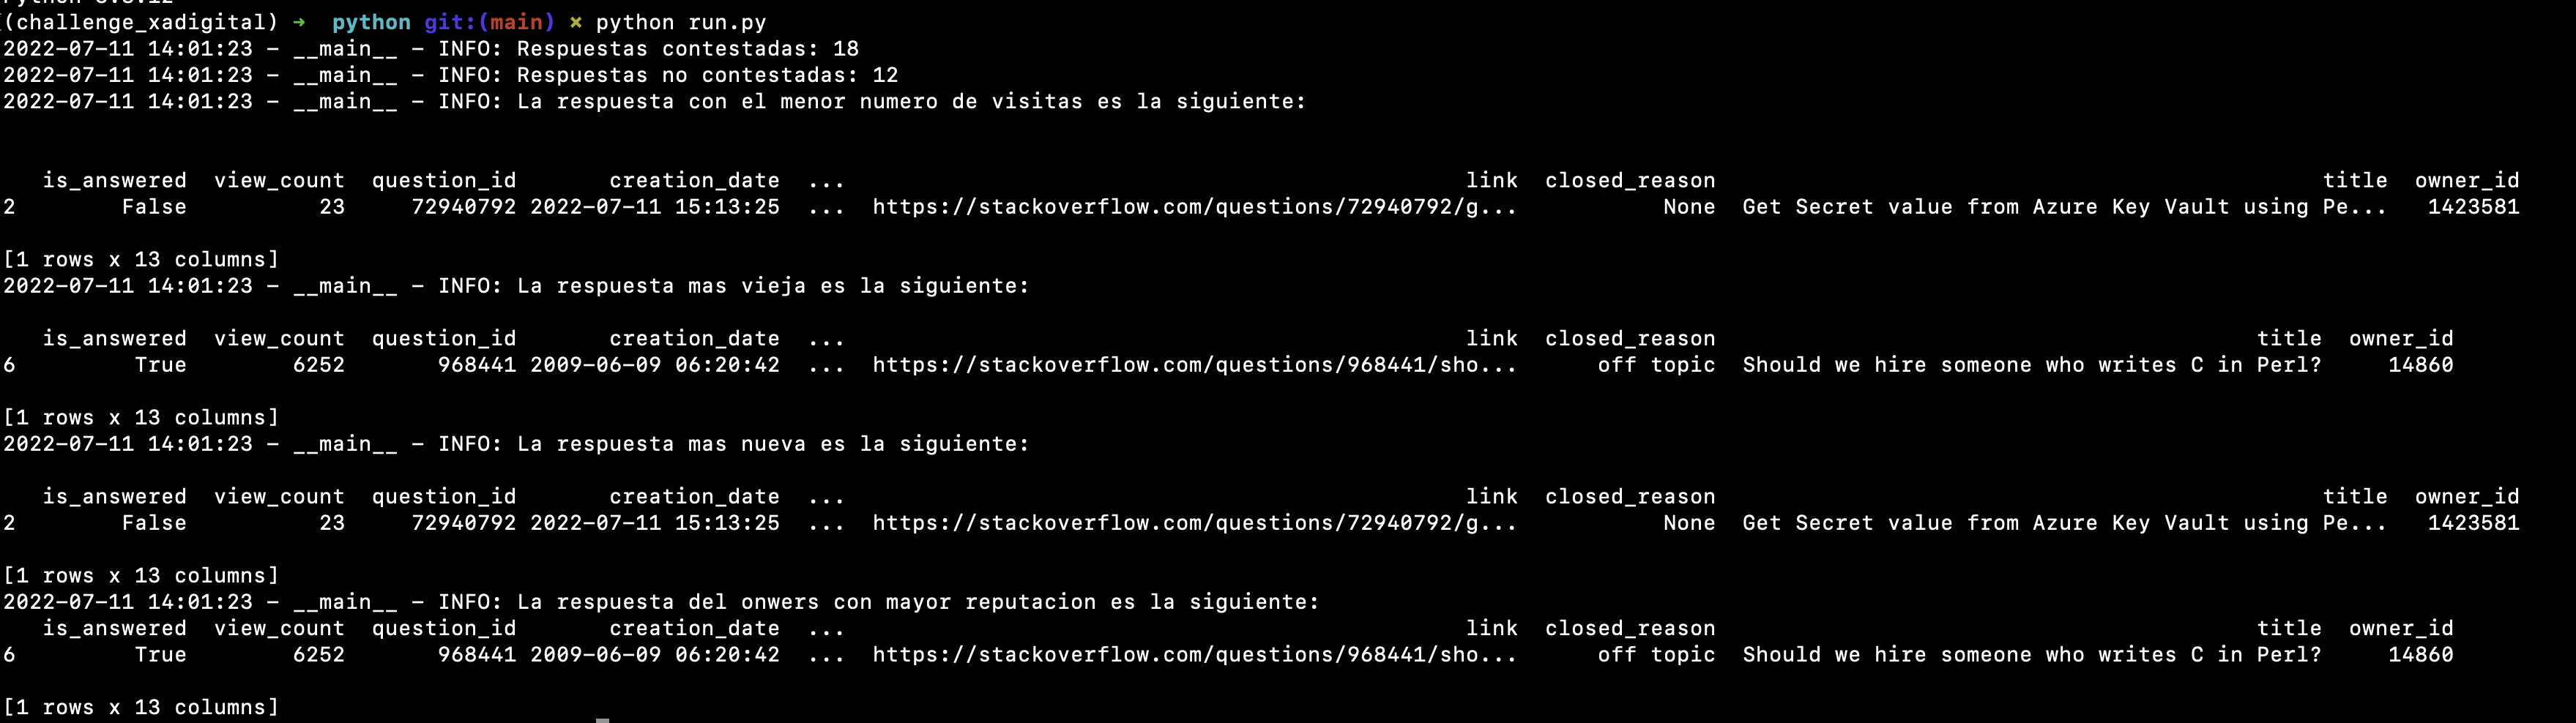 (challenge_xadigital) ➜  python git:(main) ✗ python run.py
2022-07-11 14:01:23 - __main__ - INFO: Respuestas contestadas: 18
2022-07-11 14:01:23 - __main__ - INFO: Respuestas no contestadas: 12
2022-07-11 14:01:23 - __main__ - INFO: La respuesta con el menor numero de visitas es la siguiente:
is_answered  view_count  question_id       creation_date  ...  link  closed_reason  title  owner_id
2        False          23     72940792 2022-07-11 15:13:25  ...  https://stackoverflow.com/questions/72940792/g...           None  Get Secret value from Azure Key Vault using Pe...   1423581
[1 rows x 13 columns]
2022-07-11 14:01:23 - __main__ - INFO: La respuesta mas vieja es la siguiente:
is_answered  view_count  question_id       creation_date  ...  link  closed_reason  title  owner_id
6         True        6252       968441 2009-06-09 06:20:42  ...  https://stackoverflow.com/questions/968441/sho...      off topic  Should we hire someone who writes C in Perl?     14860
[1 rows x 13 columns]
2022-07-11 14:01:23 - __main__ - INFO: La respuesta mas nueva es la siguiente:
is_answered  view_count  question_id       creation_date  ...  link  closed_reason  title  owner_id
2        False          23     72940792 2022-07-11 15:13:25  ...  https://stackoverflow.com/questions/72940792/g...           None  Get Secret value from Azure Key Vault using Pe...   1423581
[1 rows x 13 columns]
2022-07-11 14:01:23 - __main__ - INFO: La respuesta del onwers con mayor reputacion es la siguiente:
is_answered  view_count  question_id       creation_date  ...  link  closed_reason  title  owner_id
6         True        6252       968441 2009-06-09 06:20:42  ...  https://stackoverflow.com/questions/968441/sho...      off topic  Should we hire someone who writes C in Perl?     14860
[1 rows x 13 columns]